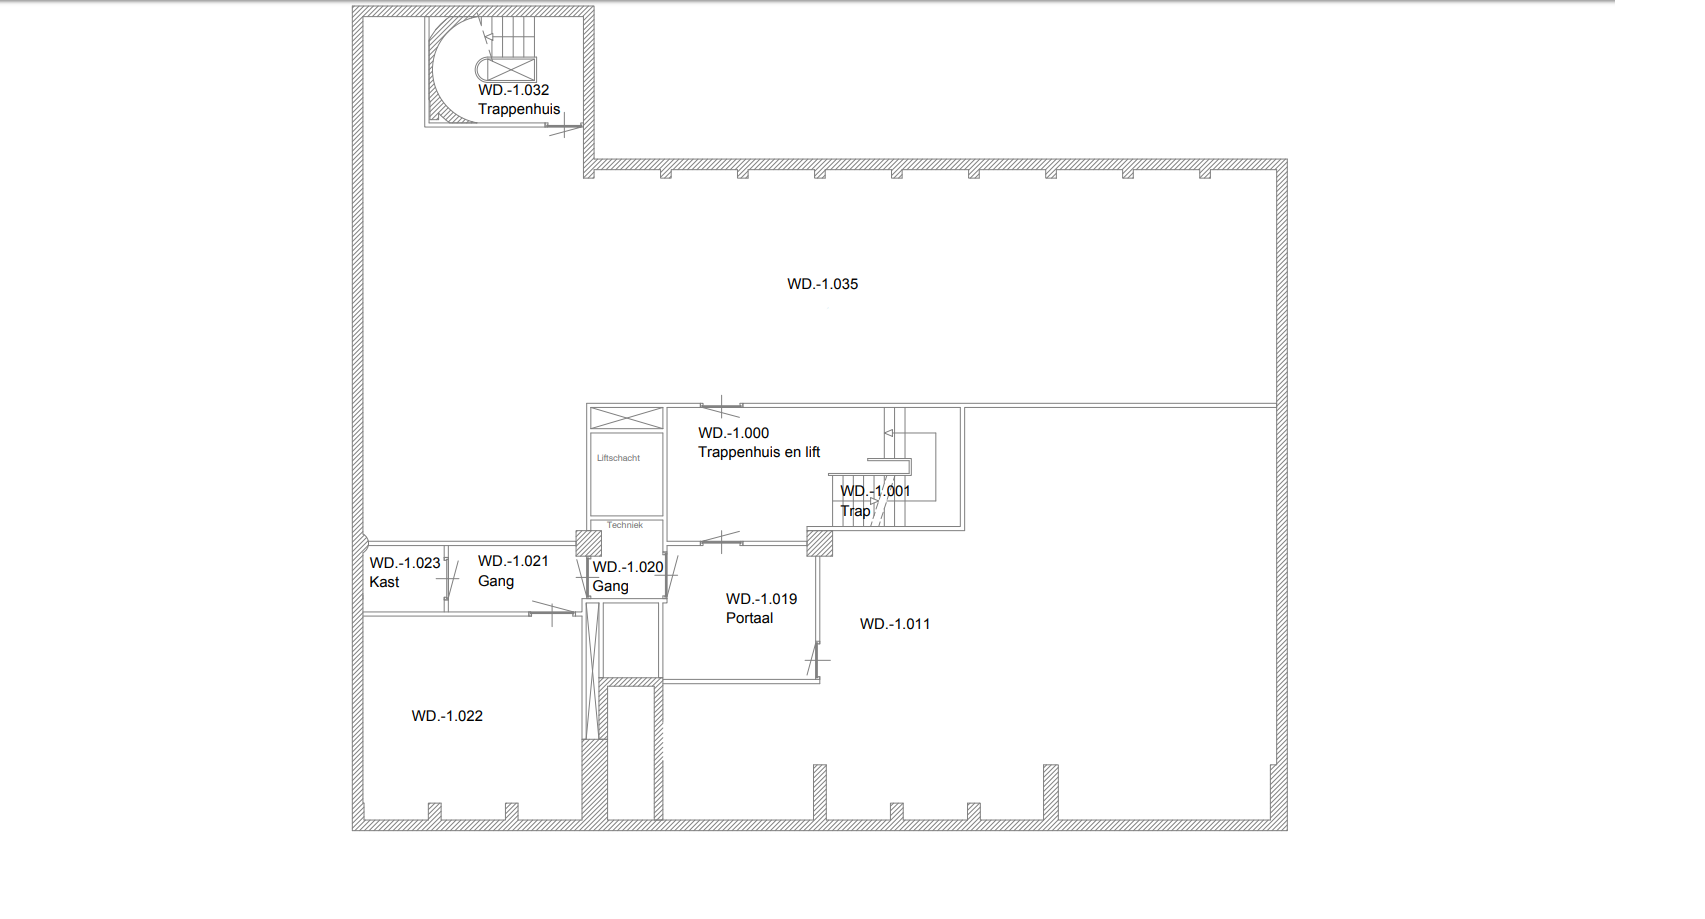 WD.-1.032
Trappenhuis
WD.-1.035
WD.-1.000
Trappenhuis en lift
Liftschacht
WD.-1.001
Trap
Techniek
WD.-1.023
Kast
WD.-1.021
Gang
WD.-1.020
Gang
WD.-1.019
Portaal
WD.-1.011
WD.-1.022